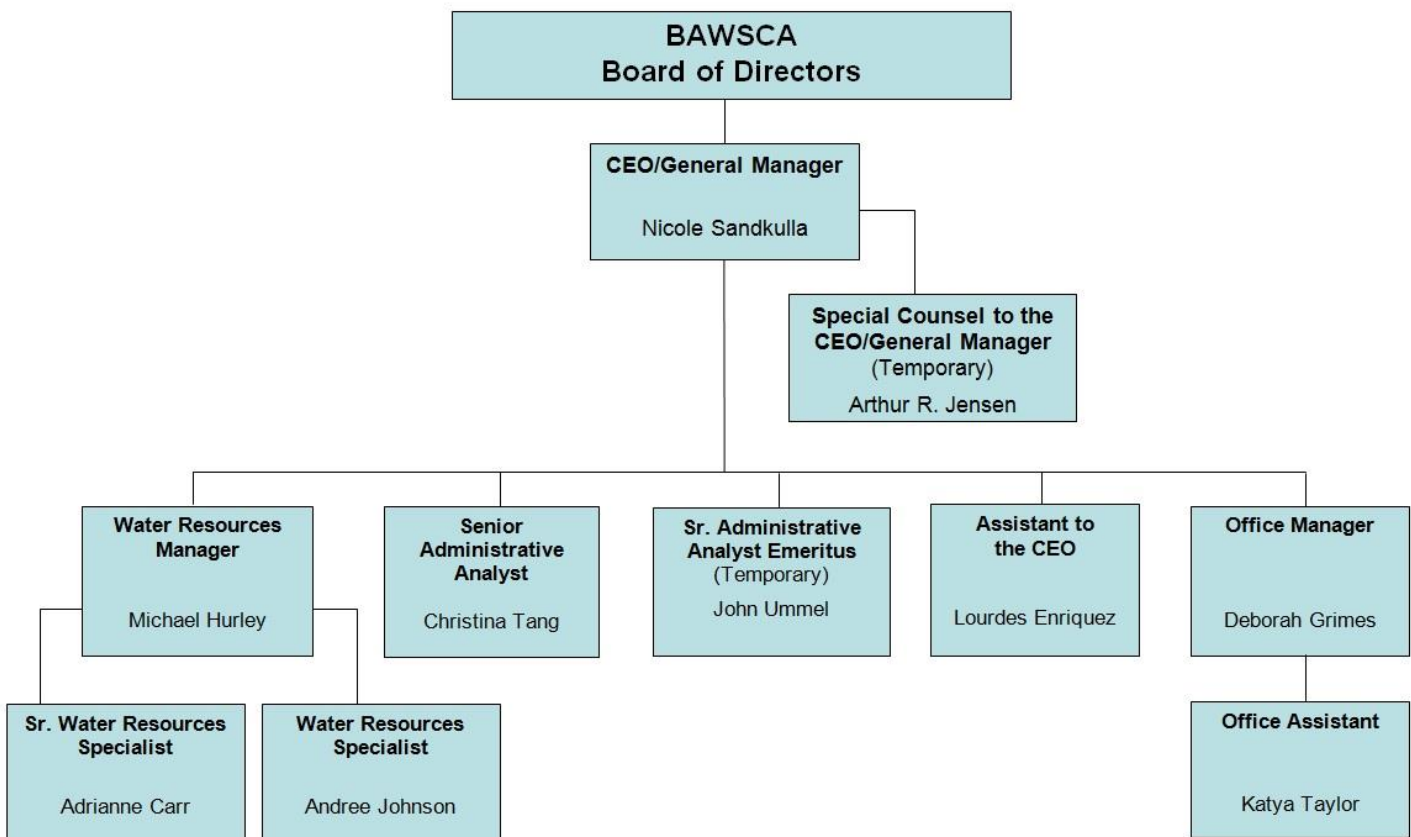 BAWSCA
Board of Directors
CEO/General Manager
Nicole Sandkulla
Special Counsel to the
CEO/General Manager
(Temporary)
Arthur R. Jensen
Water Resources
Manager
Michael Hurley
Senior
Administrative
Analyst
Christina Tang
Sr. Administrative
Analyst Emeritus
(Temporary)
John Ummel
Assistant to
the CEO
Lourdes Enriquez
Office Manager
Deborah Grimes
Sr. Water Resources
Specialist
Adrianne Carr
Water Resources
Specialist
Andree Johnson
Office Assistant
Katya Taylor